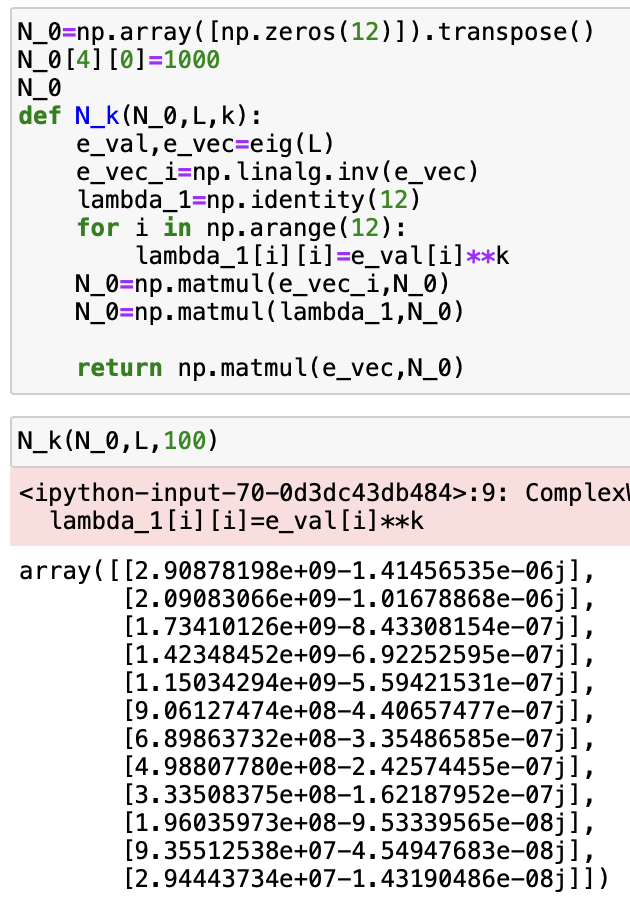 N_0=np.array([np.zeros(12)]).transpose()
N_0[4][0]=1000
N_0
def N_k(N_0,L,k):
    e_val,e_vec=eig(L)
    e_vec_i=np.linalg.inv(e_vec)
    lambda_1=np.identity(12)
    for i in np.arange(12):
        lambda_1[i][i]=e_val[i]**k
    N_0=np.matmul(e_vec_i,N_0)
    N_0=np.matmul(lambda_1,N_0)
    return np.matmul(e_vec,N_0)
N_k(N_0,L,100)
<ipython-input-70-0d3dc43db484>:9: Complex
  lambda_1[i][i]=e_val[i]**k
array([[2.90878198e+09-1.41456535e-06j],
       [2.09083066e+09-1.01678868e-06j],
       [1.73410126e+09-8.43308154e-07j],
       [1.42348452e+09-6.92252595e-07j],
       [1.15034294e+09-5.59421531e-07j],
       [9.06127474e+08-4.40657477e-07j],
       [6.89863732e+08-3.35486585e-07j],
       [4.98807780e+08-2.42574455e-07j],
       [3.33508375e+08-1.62187952e-07j],
       [1.96035973e+08-9.53339565e-08j],
       [9.35512538e+07-4.54947683e-08j],
       [2.94443734e+07-1.43190486e-08j]])